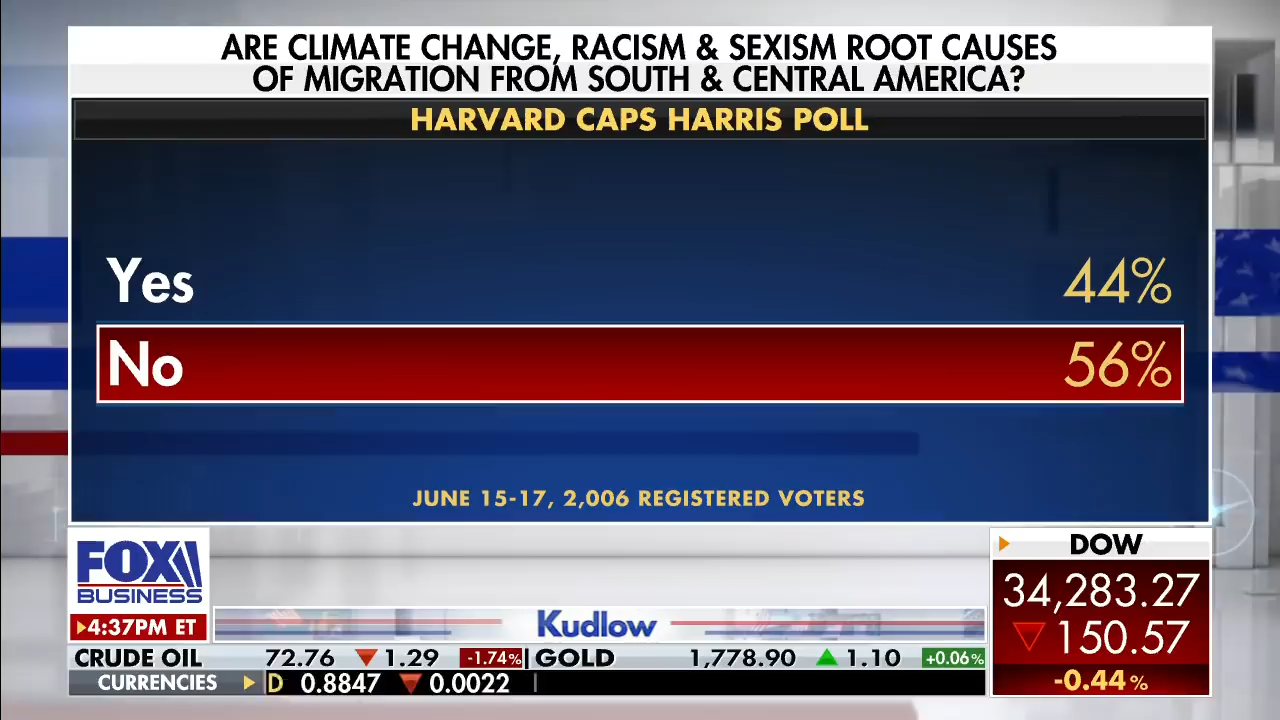 ARE CLIMATE CHANGE, RACISM & SEXISM ROOT CAUSES
OF MIGRATION FROM SOUTH & CENTRAL AMERICA?
HARVARD CAPS HARRIS POLL
Yes 44%
No 56%
JUNE 15-17, 2,006 REGISTERED VOTERS
FOX
BUSINESS
4:37PM ET
Kudlow
DOW
34,283.27
150.57
-0.44%
CRUDE OIL 72.76 1.29 -1.74% GOLD 1,778.90 1.10 +0.06%
CURRENCIES D 0.8847 0.0022